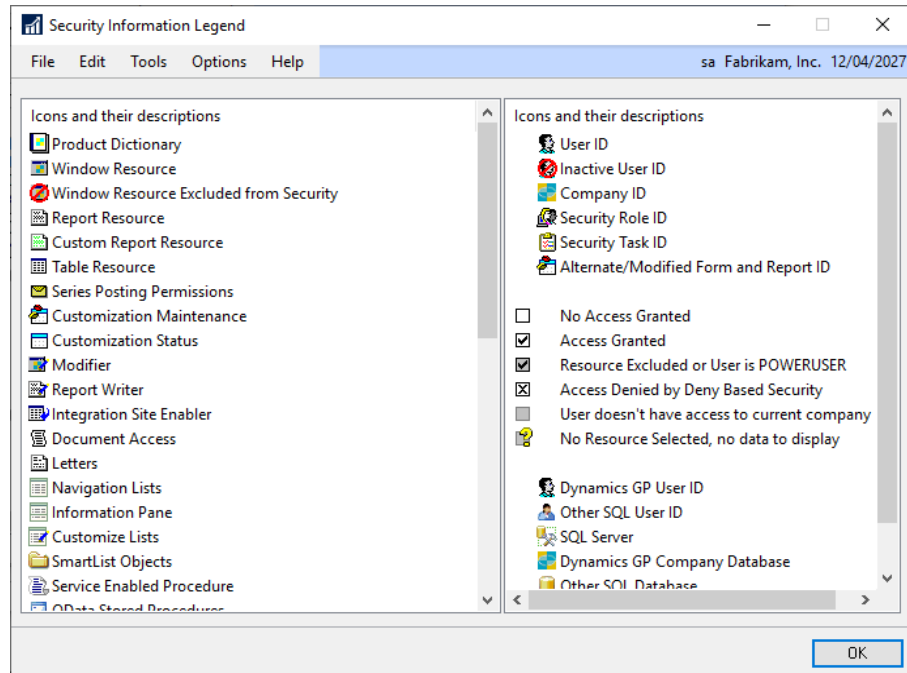 Security Information Legend
File Edit Tools Options Help sa Fabrikam, Inc. 12/04/2027
Icons and their descriptions
Product Dictionary
Window Resource
Window Resource Excluded from Security
Report Resource
Custom Report Resource
Table Resource
Series Posting Permissions
Customization Maintenance
Customization Status
Modifier
Report Writer
Integration Site Enabler
Document Access
Letters
Navigation Lists
Information Pane
Customize Lists
SmartList Objects
Service Enabled Procedure
OData Stored Procedures
Icons and their descriptions
User ID
Inactive User ID
Company ID
Security Role ID
Security Task ID
Alternate/Modified Form and Report ID
No Access Granted
Access Granted
Resource Excluded or User is POWERUSER
Access Denied by Deny Based Security
User doesn't have access to current company
No Resource Selected, no data to display
Dynamics GP User ID
Other SQL User ID
SQL Server
Dynamics GP Company Database
Other SQL Database
OK